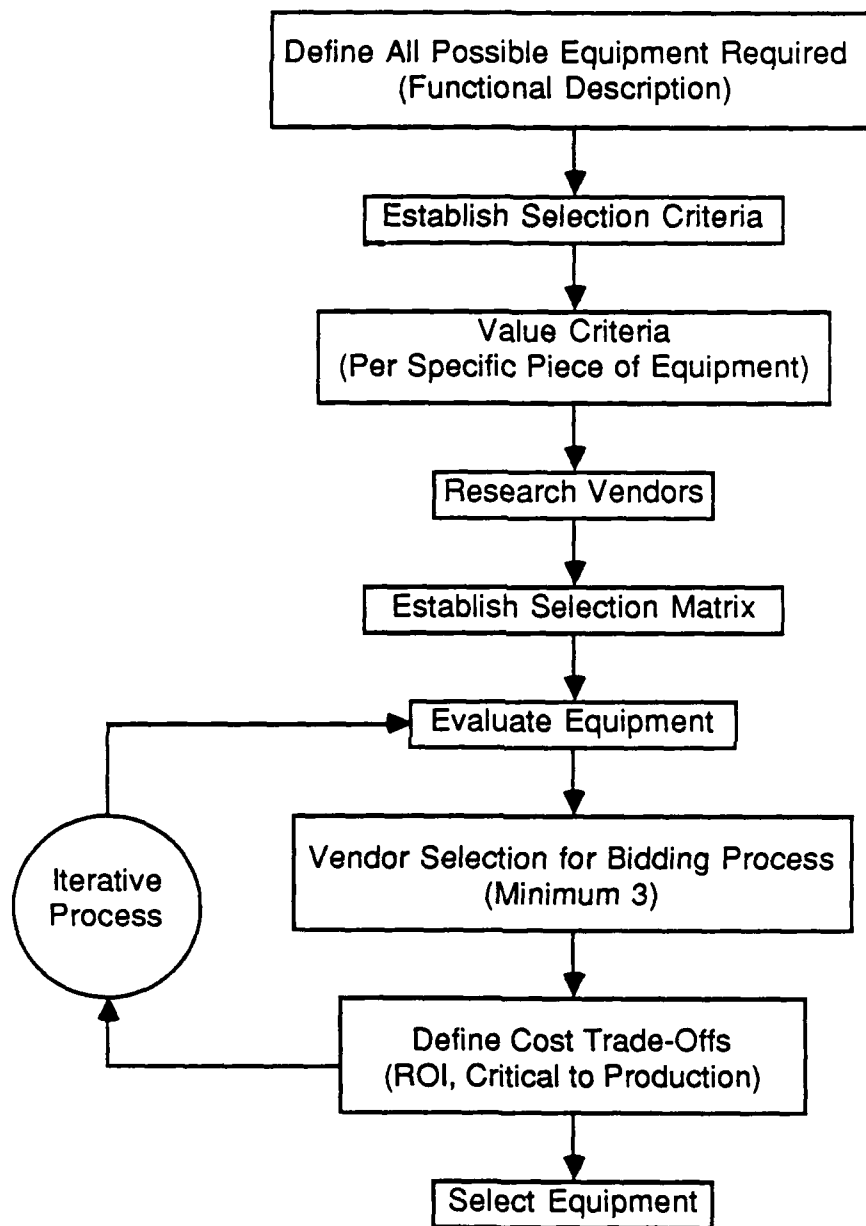 Define All Possible Equipment Required
(Functional Description)
Establish Selection Criteria
Value Criteria
(Per Specific Piece of Equipment)
Research Vendors
Establish Selection Matrix
Evaluate Equipment
Vendor Selection for Bidding Process
(Minimum 3)
Iterative
Process
Define Cost Trade-Offs
(ROI, Critical to Production)
Select Equipment